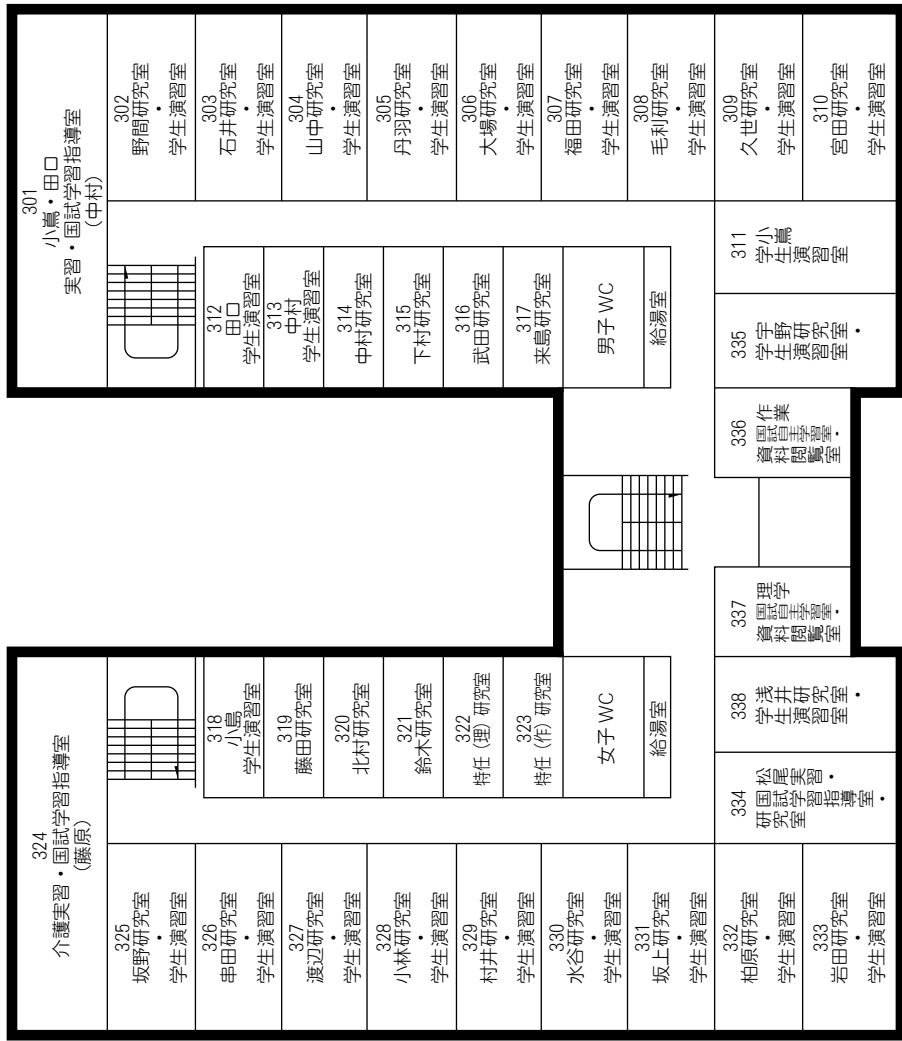 301
小嶌・田口
実習・国試学習指導室
(中村)
302
野間研究室
・
学生演習室
303
石井研究室
・
学生演習室
304
山中研究室
・
学生演習室
305
丹羽研究室
・
学生演習室
306
大場研究室
・
学生演習室
307
福田研究室
・
学生演習室
308
毛利研究室
・
学生演習室
309
久世研究室
・
学生演習室
310
宮田研究室
・
学生演習室
311
小嶌
学生演習室
312
田口
学生演習室
313
中村
学生演習室
314
中村研究室
315
下村研究室
316
武田研究室
317
来島研究室
男子 WC
給湯室
335
宇野研究室・
学生演習室
336
作業
国試自主学習室・
資料閲覧室
337
理学
国試自主学習室・
資料閲覧室
338
浅井研究室・
学生演習室
334
松尾実習・
国試学習指導室・
研究室
318
小島
学生演習室
319
藤田研究室
320
北村研究室
321
鈴木研究室
322
特任(理)研究室
323
特任(作)研究室
女子 WC
給湯室
324
介護実習・国試学習指導室
(藤原)
325
坂野研究室
・
学生演習室
326
串田研究室
・
学生演習室
327
渡辺研究室
・
学生演習室
328
小林研究室
・
学生演習室
329
村井研究室
・
学生演習室
330
水谷研究室
・
学生演習室
331
坂上研究室
・
学生演習室
332
柏原研究室
・
学生演習室
333
岩田研究室
・
学生演習室